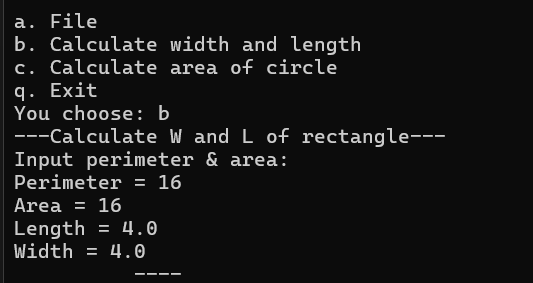 a. File
b. Calculate width and length
c. Calculate area of circle
q. Exit
You choose: b
---Calculate W and L of rectangle---
Input perimeter & area:
Perimeter = 16
Area = 16
Length = 4.0
Width = 4.0
----